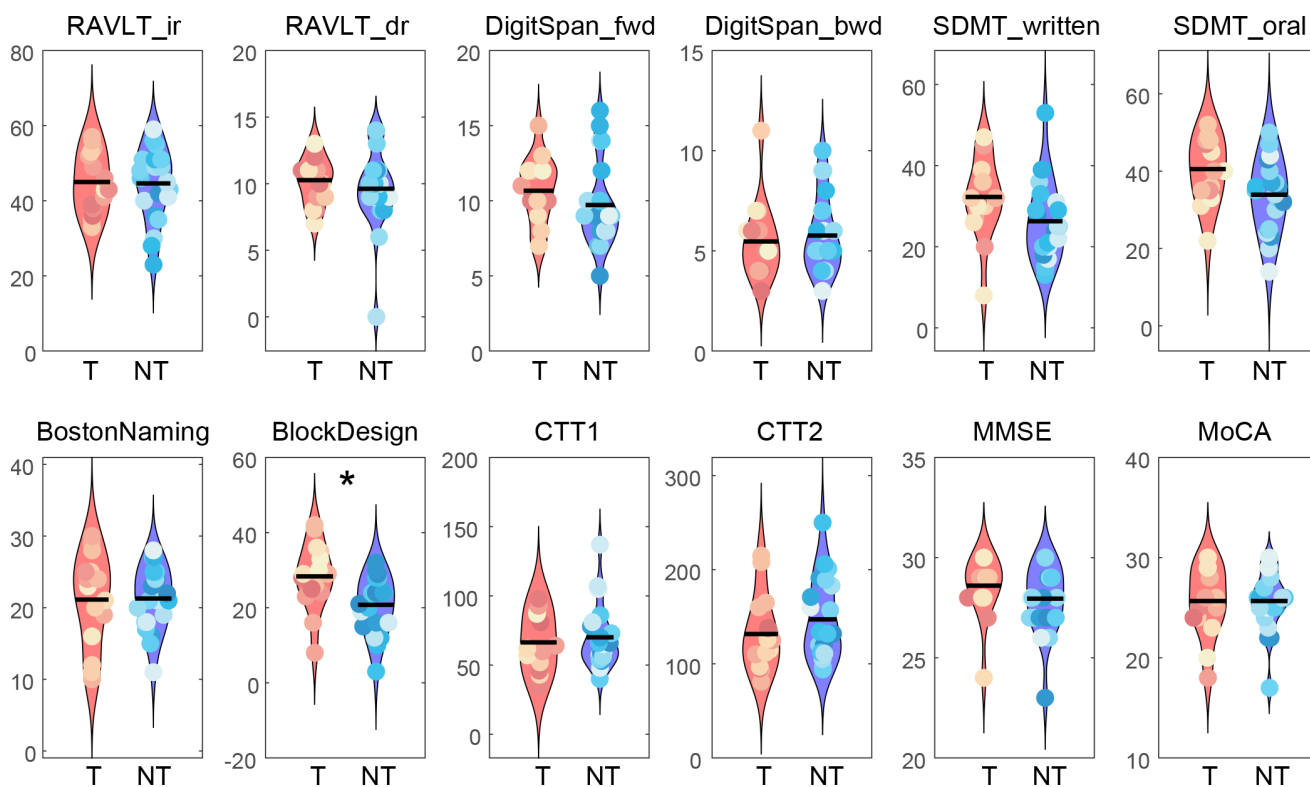 RAVLT_ir RAVLT_dr DigitSpan_fwd DigitSpan_bwd SDMT_written SDMT_oral
80 20 20 15 60 60
60 15 15 10 40 40
40 10 10 5 20 20
20 5 5 0 0 0
0 0 0
T NT T NT T NT T NT T NT T NT
BostonNaming BlockDesign CTT1 CTT2 MMSE MoCA
40 60 200 300 35 40
30 40 150 200 30 30
20 20 100 100 25 20
10 0 50 0 20 10
0 -20 0
*
T NT T NT T NT T NT T NT T NT